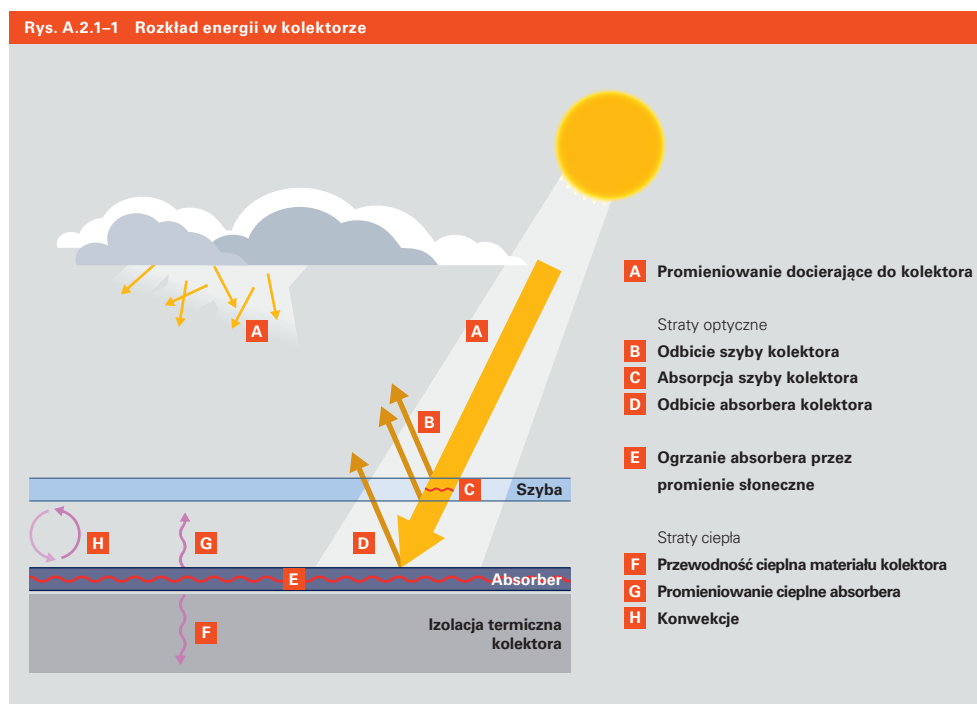 Rys. A.2.1–1 Rozkład energii w kolektorze
A Promieniowanie docierające do kolektora
A
A
Straty optyczne
B Odbicie szyby kolektora
C Absorpcja szyby kolektora
D Odbicie absorbera kolektora
B
E Ogrzanie absorbera przez
promienie słoneczne
C
Szyba
H
G
D
Straty ciepła
F Przewodność cieplna materiału kolektora
G Promieniowanie cieplne absorbera
H Konwekcje
E
Absorber
F
Izolacja termiczna
kolektora